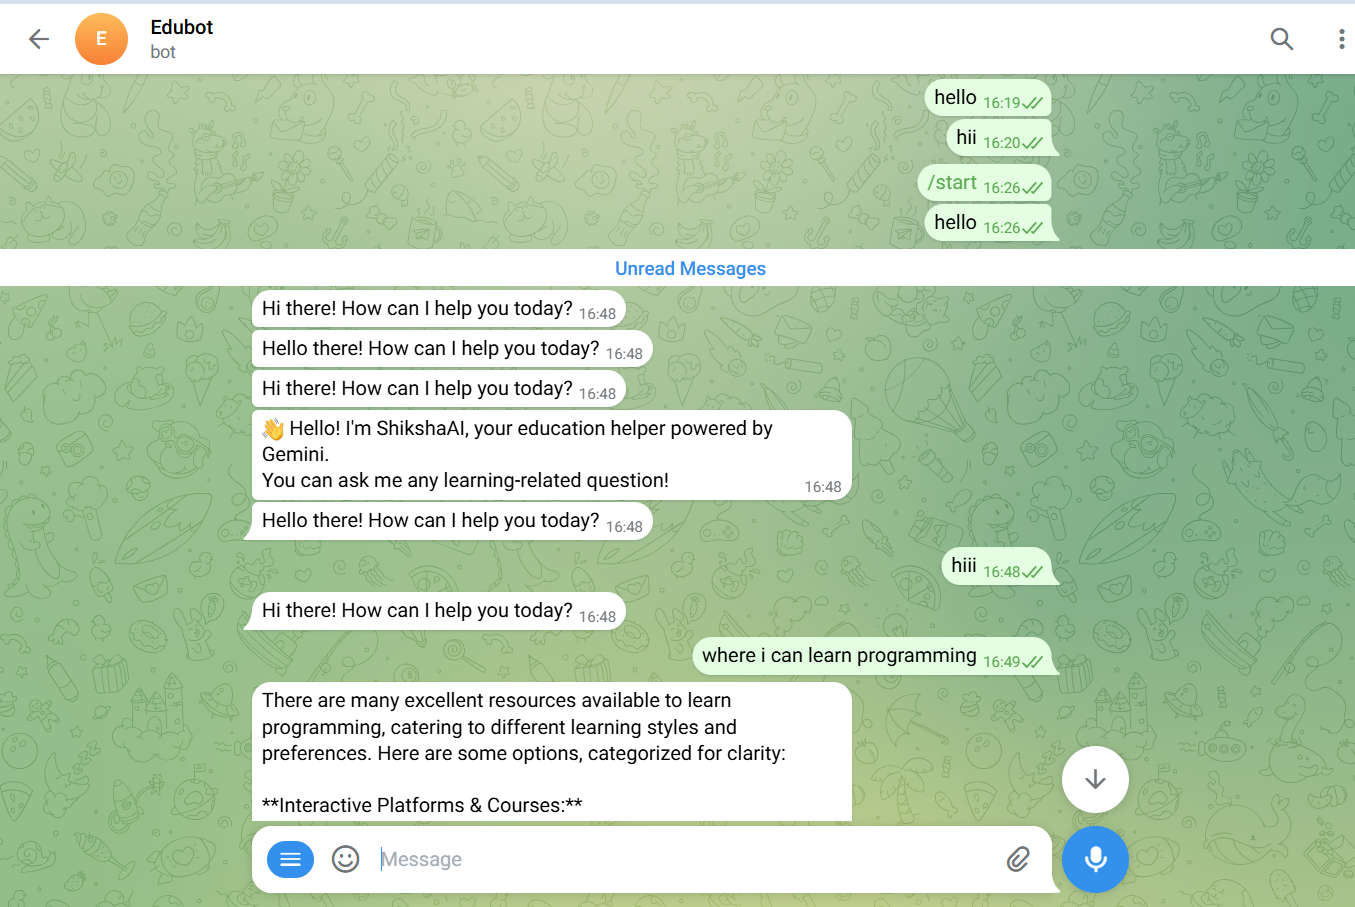 E
Edubot
bot
hello 16:19
hii 16:20
/start 16:26
hello 16:26
Unread Messages
Hi there! How can I help you today? 16:48
Hello there! How can I help you today? 16:48
Hi there! How can I help you today? 16:48
👋 Hello! I'm ShikshaAI, your education helper powered by
Gemini.
You can ask me any learning-related question! 16:48
Hello there! How can I help you today? 16:48
hiii 16:48
Hi there! How can I help you today? 16:48
where i can learn programming 16:49
There are many excellent resources available to learn
programming, catering to different learning styles and
preferences. Here are some options, categorized for clarity:
**Interactive Platforms & Courses:**
Message